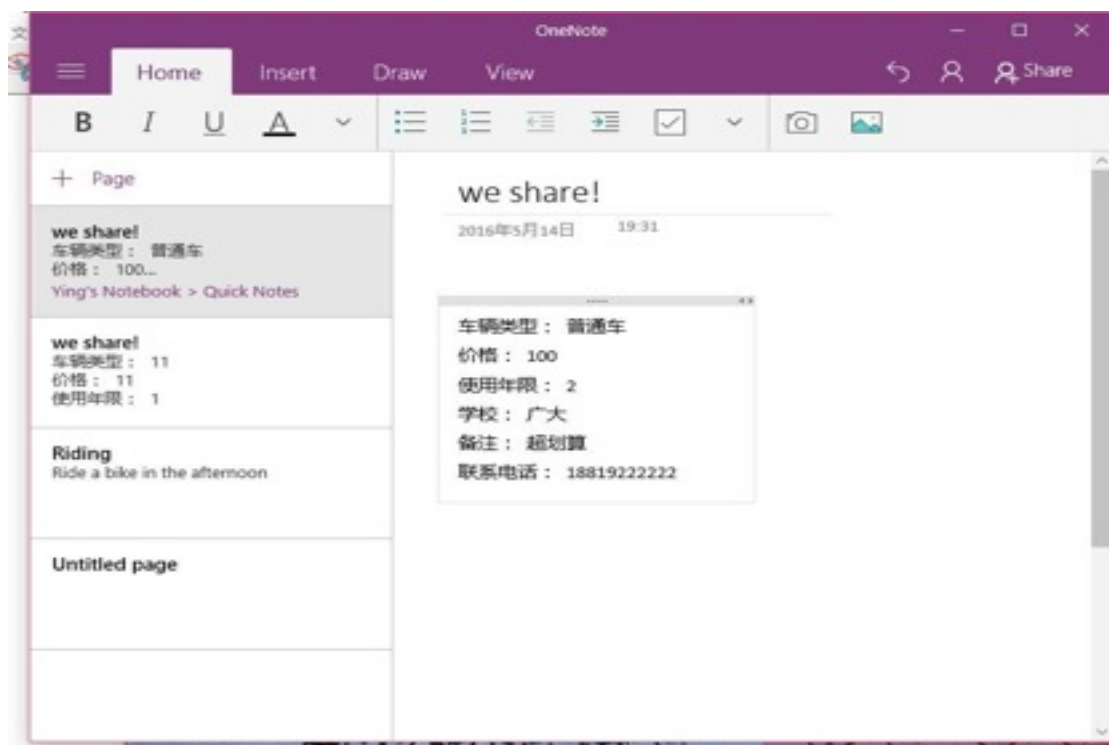 文
OneNote
Home Insert Draw View Share
B I U A
+ Page
we share!
车辆类型： 普通车
价格： 100...
Ying's Notebook > Quick Notes
we share!
车辆类型： 11
价格： 11
使用年限： 1
Riding
Ride a bike in the afternoon
Untitled page
we share!
2016年5月14日 19:31
车辆类型： 普通车
价格： 100
使用年限： 2
学校： 广大
备注： 超划算
联系电话： 18819222222